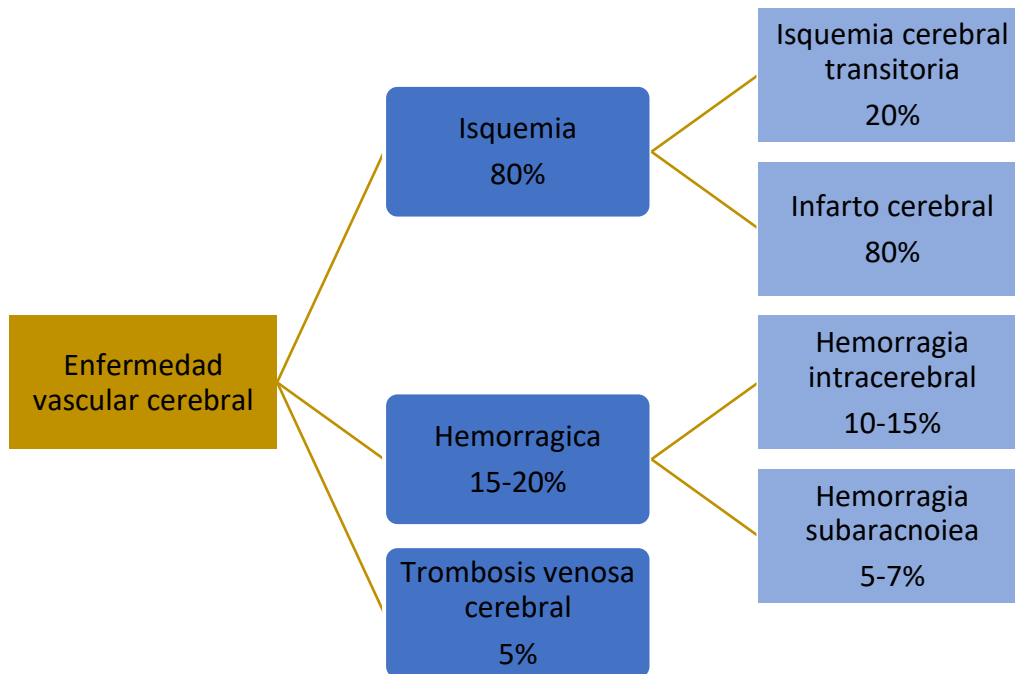 Enfermedad
vascular cerebral
Isquemia
80%
Isquemia cerebral
transitoria
20%
Infarto cerebral
80%
Hemorragica
15-20%
Hemorragia
intracerebral
10-15%
Hemorragia
subaracnoiea
5-7%
Trombosis venosa
cerebral
5%